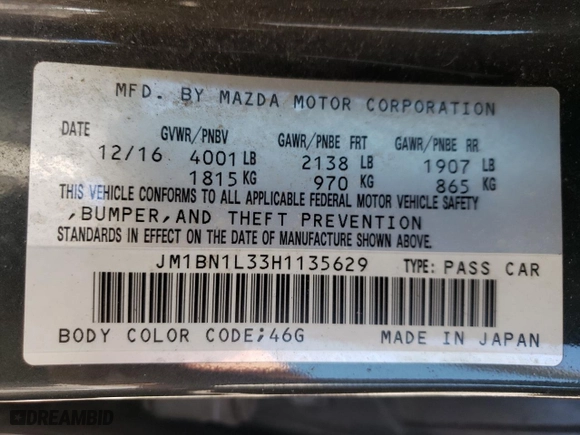 MFD. BY MAZDA MOTOR CORPORATION
DATE GVWR/PNBV GAWR/PNBE FRT GAWR/PNBE RR
12/16 4001 LB 2138 LB 1907 LB
1815 KG 970 KG 865 KG
THIS VEHICLE CONFORMS TO ALL APPLICABLE FEDERAL MOTOR VEHICLE SAFETY
,BUMPER,AND THEFT PREVENTION
STANDARDS IN EFFECT ON THE DATE OF MANUFACTURE SHOWN ABOVE.
JM1BN1L33H1135629 TYPE: PASS CAR
BODY COLOR CODE;46G MADE IN JAPAN
DREAMBID